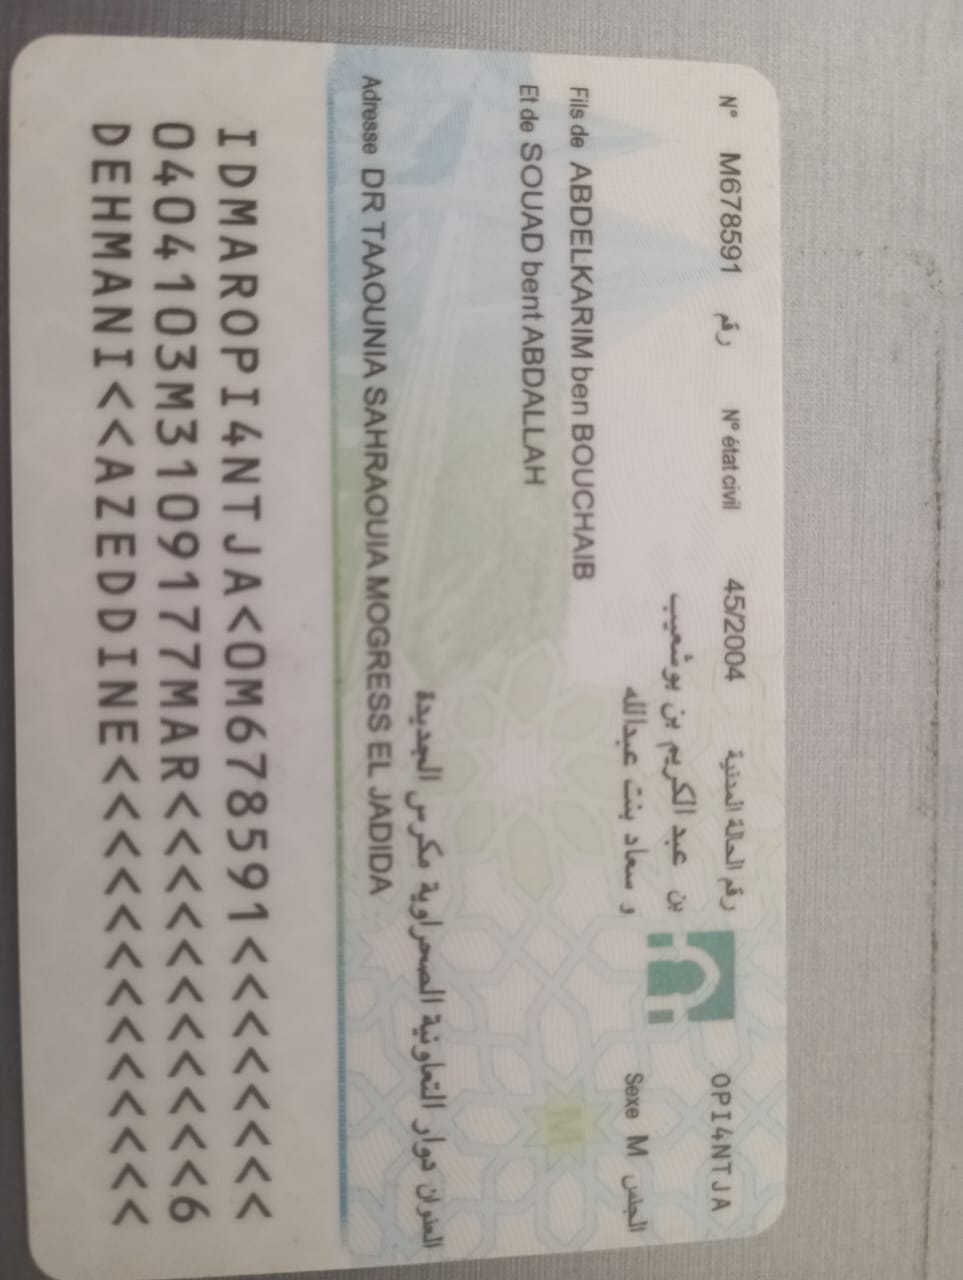 N° M678591 رقم N° état civil 45/2004 رقم الحالة المدنية OPI4NTJA
بن عبد الكريم بن بوشعيب
Fils de ABDELKARIM ben BOUCHAIB
و سعاد بنت عبدالله
Et de SOUAD bent ABDALLAH
Sexe M الجنس
M
العنوان دوار التعاونية الصحراوية مكرس الجديدة
Adresse DR TAAOUNIA SAHRAOUIA MOGRESS EL JADIDA
IDMAROPI4NTJA<0M678591<<<<<<<<
0404103M3109177MAR<<<<<<<<<<<6
DEHMANI<<AZEDDINE<<<<<<<<<<<<<